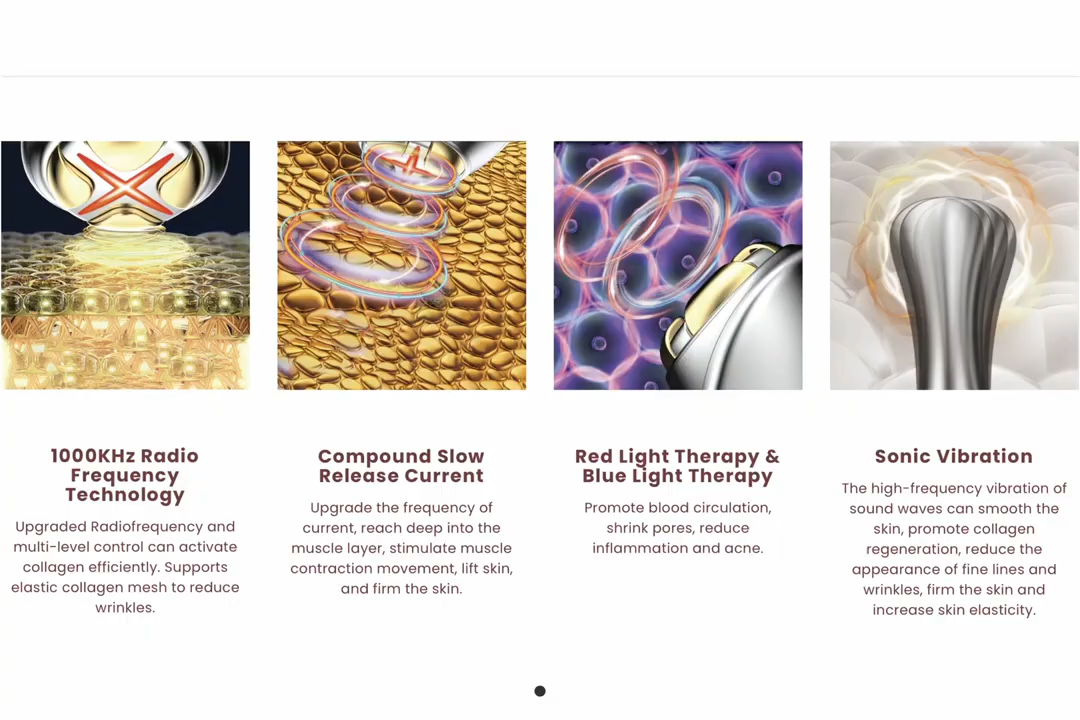 1000KHz Radio
Frequency
Technology
Upgraded Radiofrequency and
multi-level control can activate
collagen efficiently. Supports
elastic collagen mesh to reduce
wrinkles.
Compound Slow
Release Current
Upgrade the frequency of
current, reach deep into the
muscle layer, stimulate muscle
contraction movement, lift skin,
and firm the skin.
Red Light Therapy &
Blue Light Therapy
Promote blood circulation,
shrink pores, reduce
inflammation and acne.
Sonic Vibration
The high-frequency vibration of
sound waves can smooth the
skin, promote collagen
regeneration, reduce the
appearance of fine lines and
wrinkles, firm the skin and
increase skin elasticity.